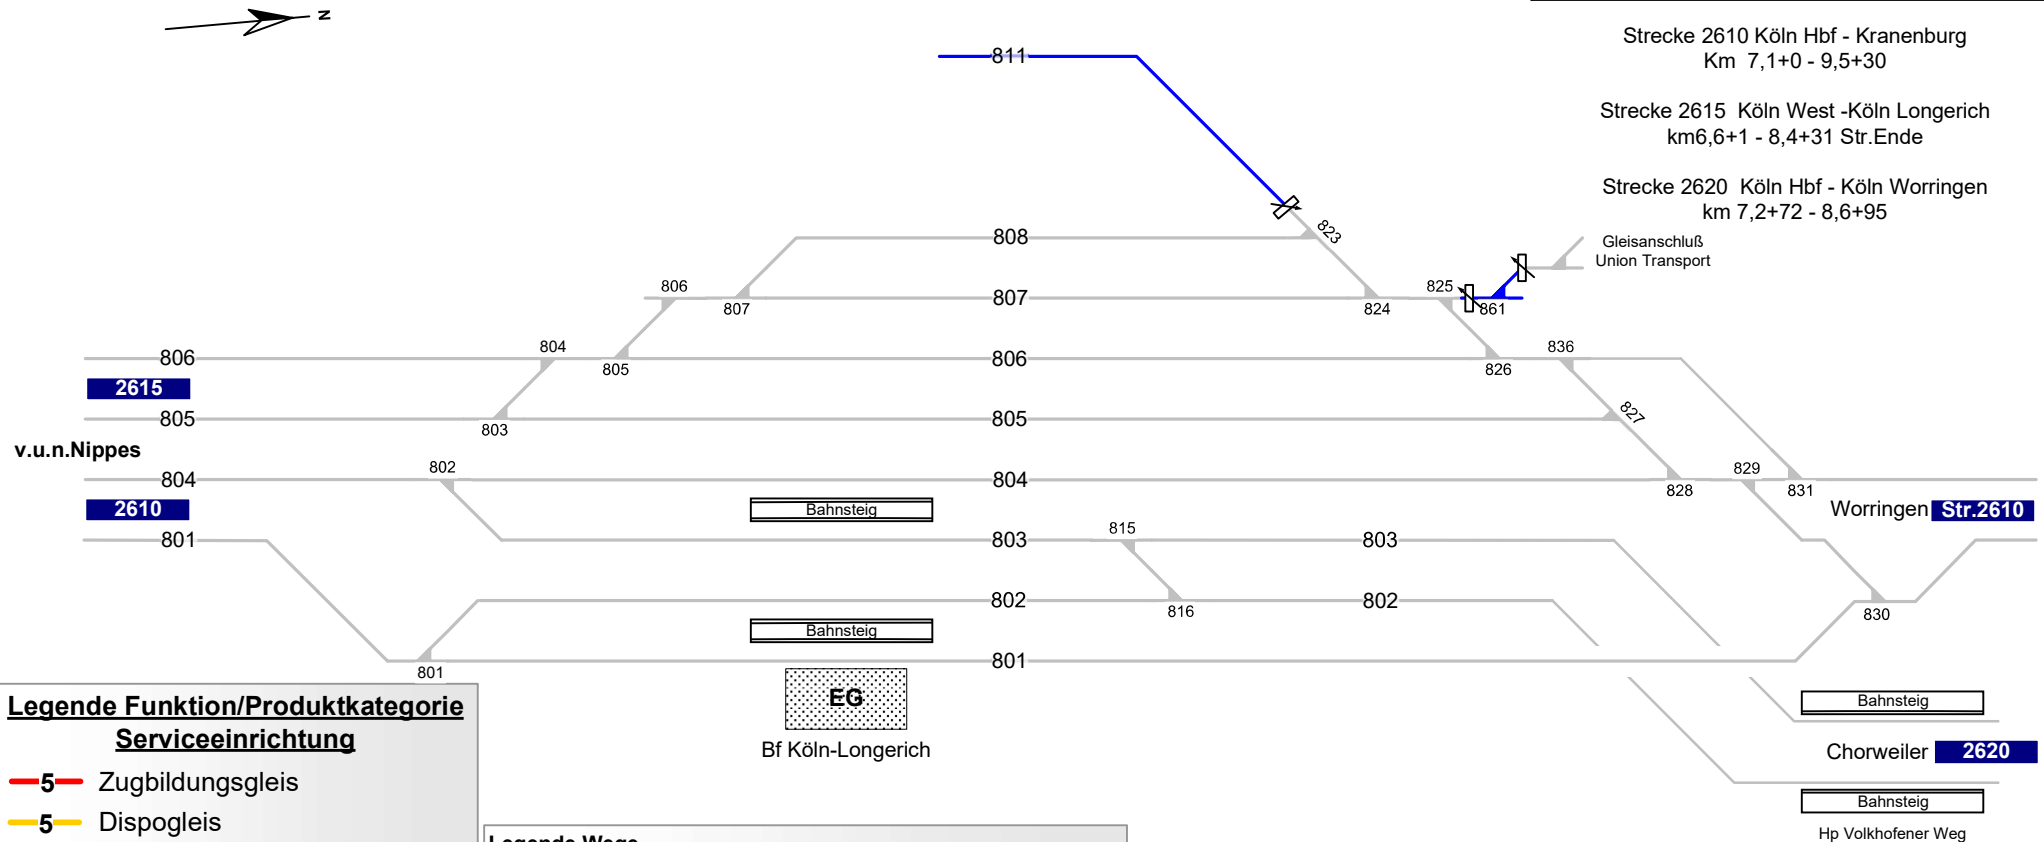 N
Strecke 2610 Köln Hbf - Kranenburg
Km 7,1+0 - 9,5+30
Strecke 2615 Köln West -Köln Longerich
km6,6+1 - 8,4+31 Str.Ende
Strecke 2620 Köln Hbf - Köln Worringen
km 7,2+72 - 8,6+95
811
823
808
Gleisanschluß
Union Transport
806
825
807
807
824
861
804
836
806
806
805
826
2615
827
805
805
803
v.u.n.Nippes
802
829
804
804
828
831
2610
Bahnsteig
Worringen Str.2610
815
801
803
803
802
802
816
830
Bahnsteig
801
801
EG
Bf Köln-Longerich
Bahnsteig
Chorweiler 2620
Bahnsteig
Hp Volkhofener Weg
Legende Funktion/Produktkategorie
Serviceeinrichtung
5 Zugbildungsgleis
5 Dispogleis
Legende Wege